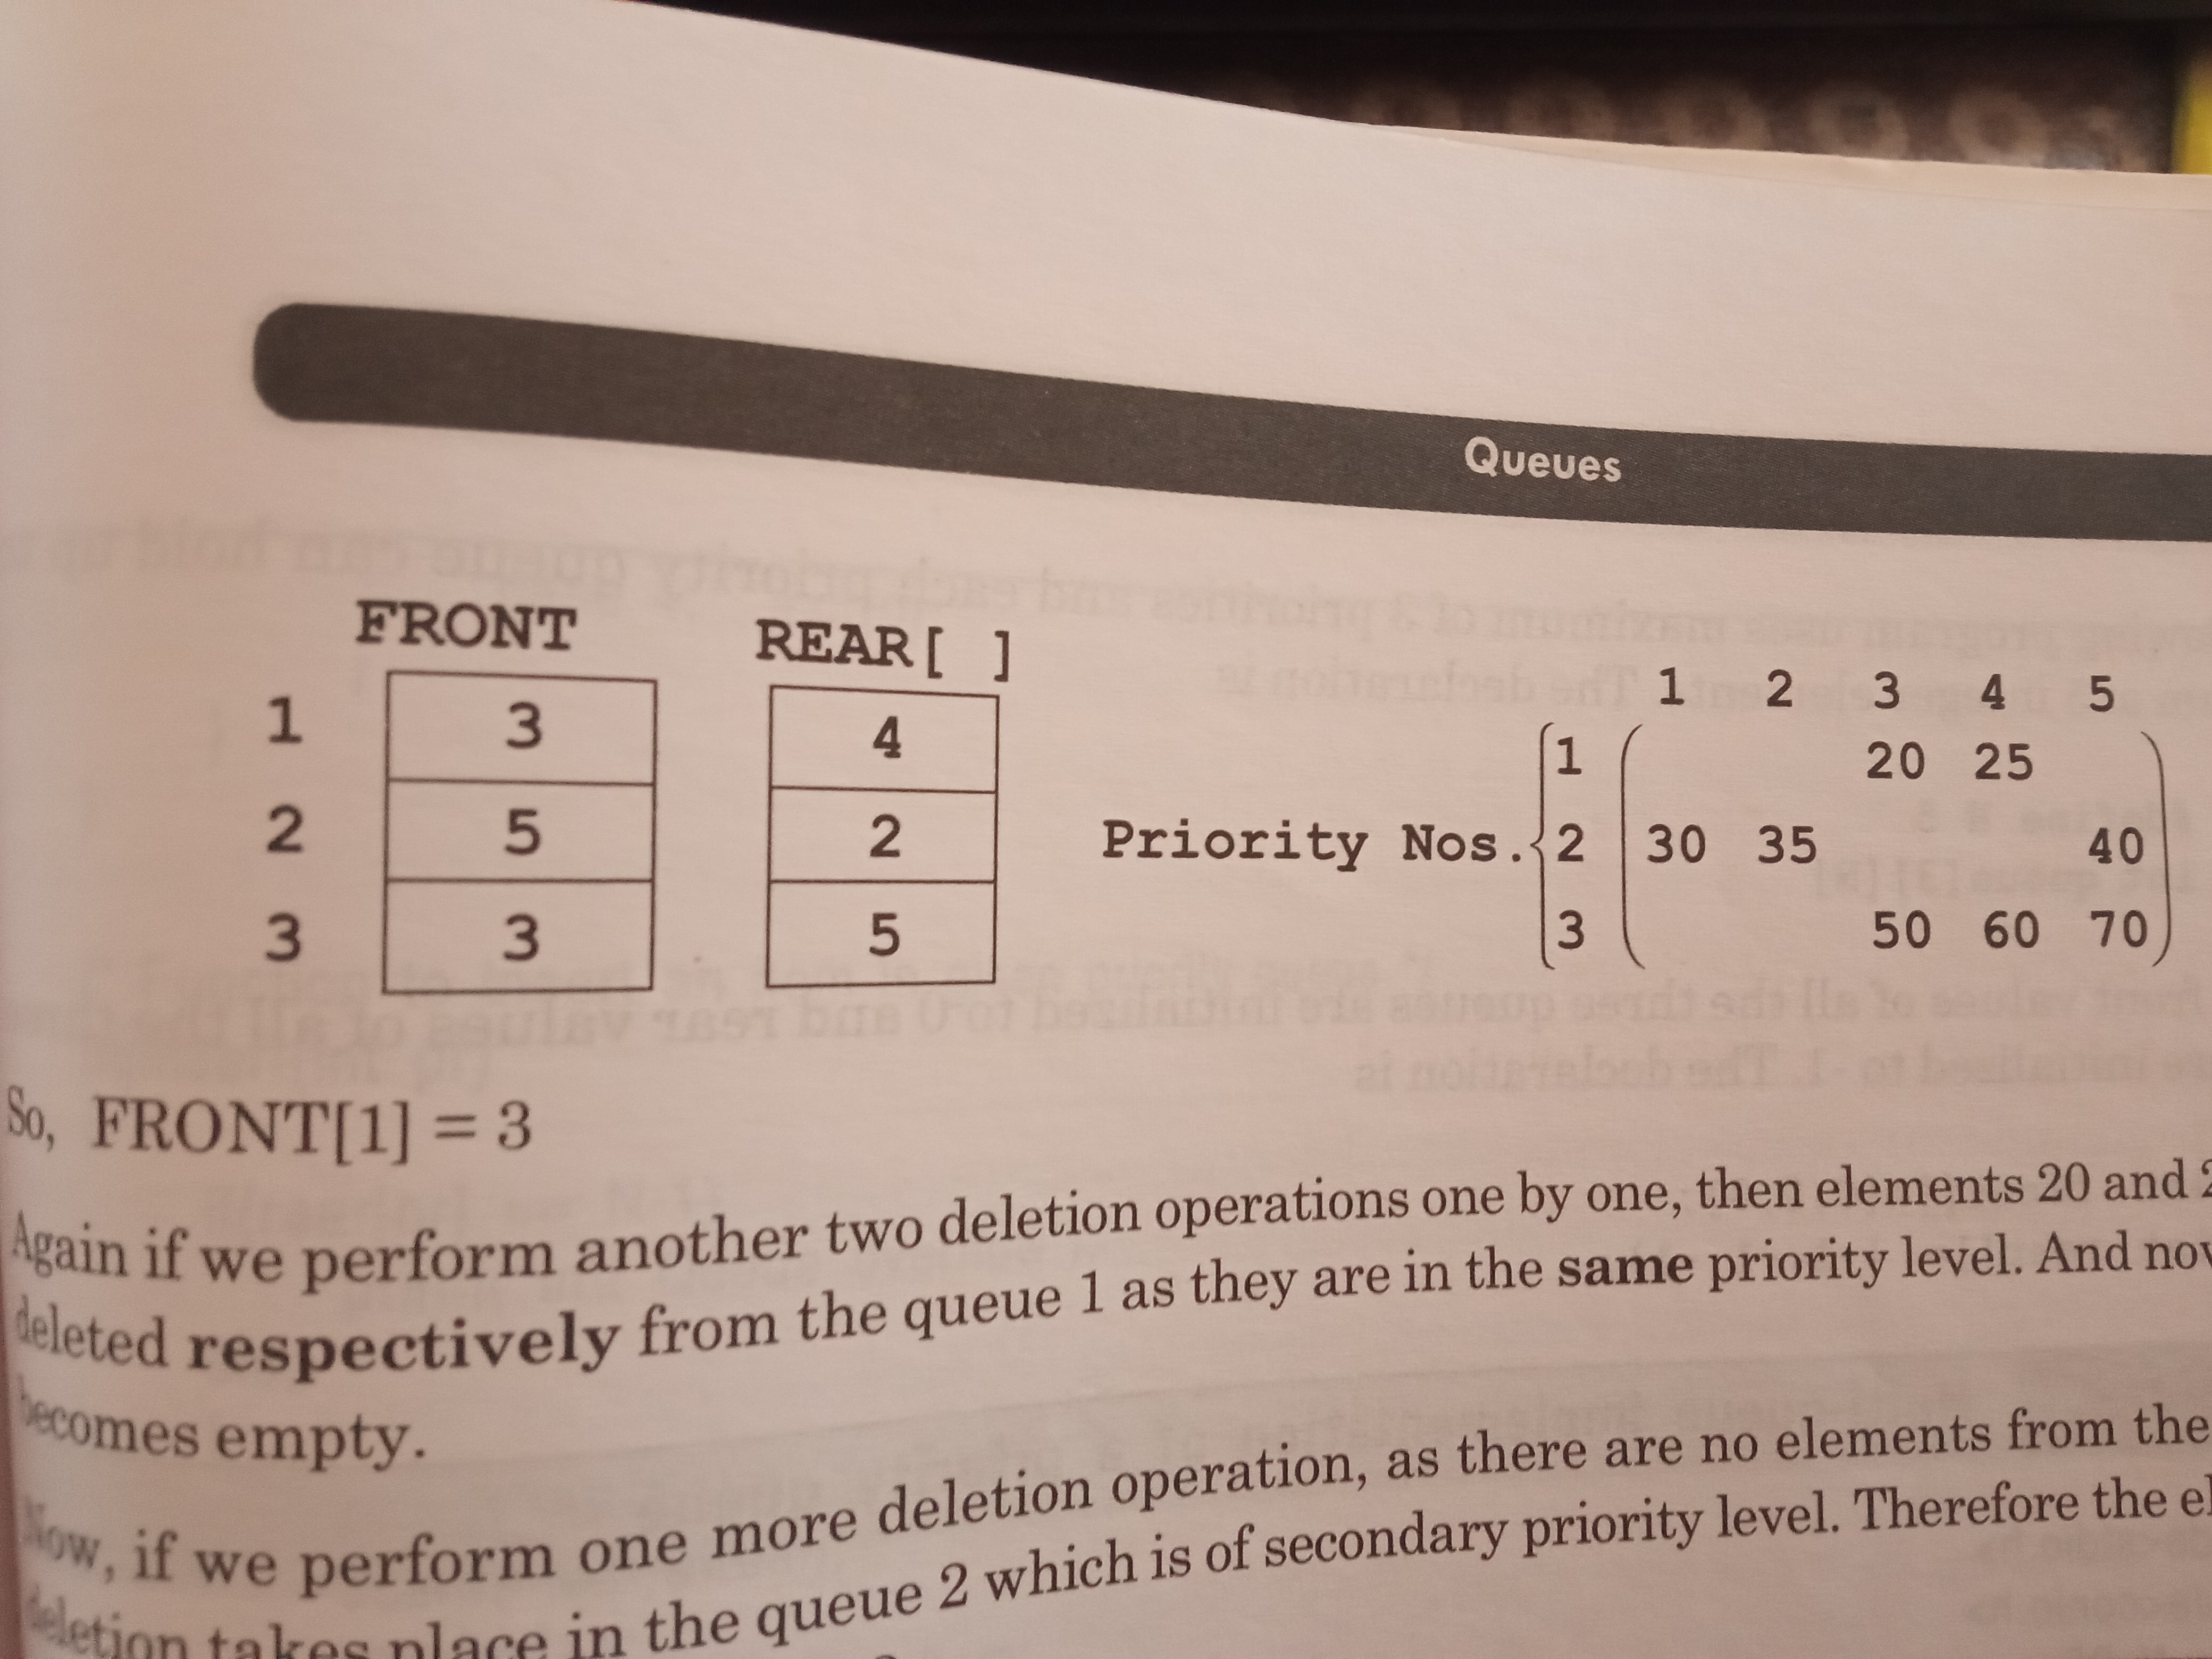 Queues
FRONT REAR[ ]
1 2 3 4 5
1 3 4 1 20 25
2 5 2 Priority Nos. 2 30 35 40
3 3 5 3 50 60 70
So, FRONT[1] = 3
Again if we perform another two deletion operations one by one, then elements 20 and
deleted respectively from the queue 1 as they are in the same priority level. And
becomes empty.
Now, if we perform one more deletion operation, as there are no elements from the
deletion takes place in the queue 2 which is of secondary priority level. Therefore the